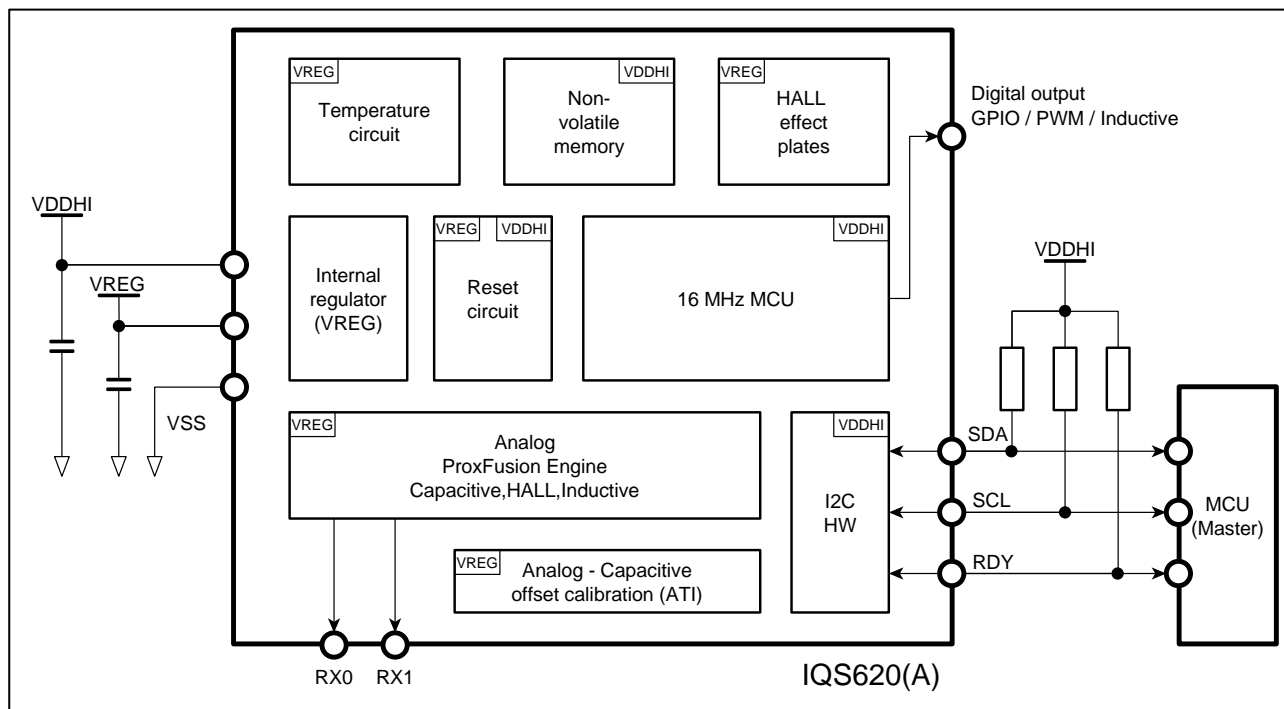 VREG
Temperature
circuit
VDDHI
Non-
volatile
memory
VREG
HALL
effect
plates
Digital output
GPIO / PWM / Inductive
VDDHI
VREG
VSS
Internal
regulator
(VREG)
VREG
VDDHI
Reset
circuit
VDDHI
16 MHz MCU
VDDHI
VREG
Analog
ProxFusion Engine
Capacitive,HALL,Inductive
VDDHI
I2C
HW
SDA
SCL
RDY
MCU
(Master)
VREG
Analog - Capacitive
offset calibration (ATI)
RX0
RX1
IQS620(A)